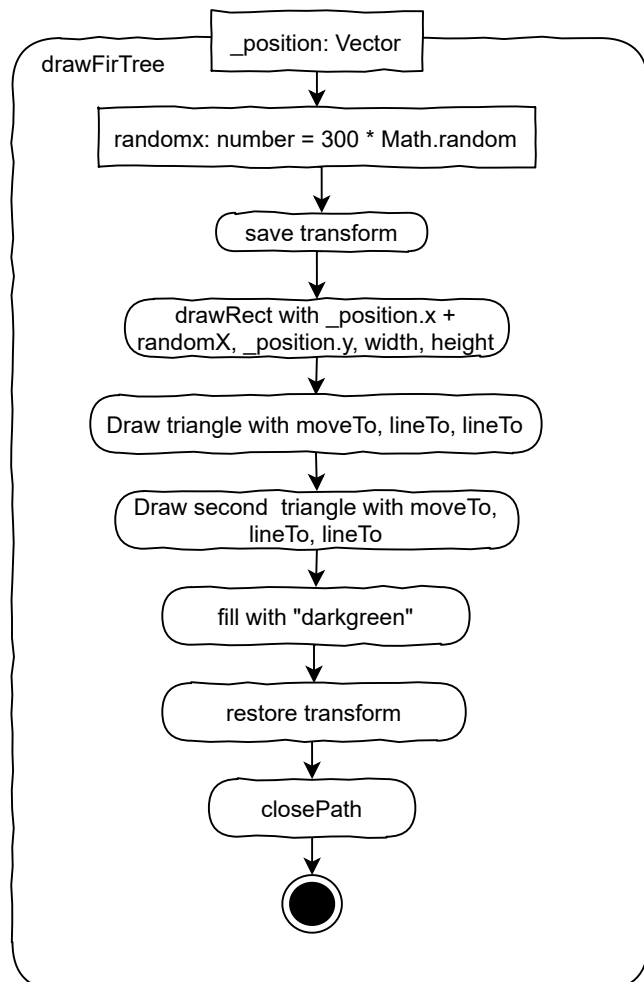 _position: Vector
drawFirTree
randomx: number = 300 * Math.random
save transform
drawRect with _position.x +
randomX, _position.y, width, height
Draw triangle with moveTo, lineTo, lineTo
Draw second  triangle with moveTo,
lineTo, lineTo
fill with "darkgreen"
restore transform
closePath